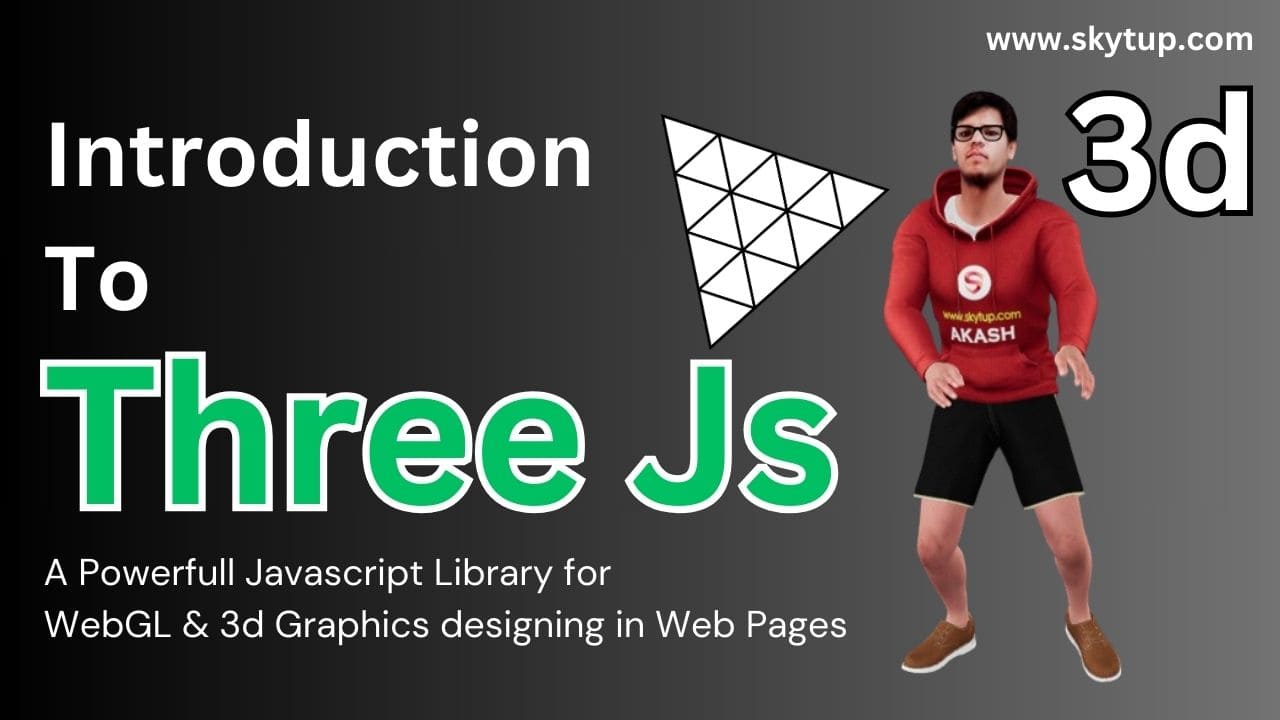 www.skytup.com
3d
Introduction
To
Three Js
A Powerfull Javascript Library for
WebGL & 3d Graphics designing in Web Pages
www.skytup.com
AKASH